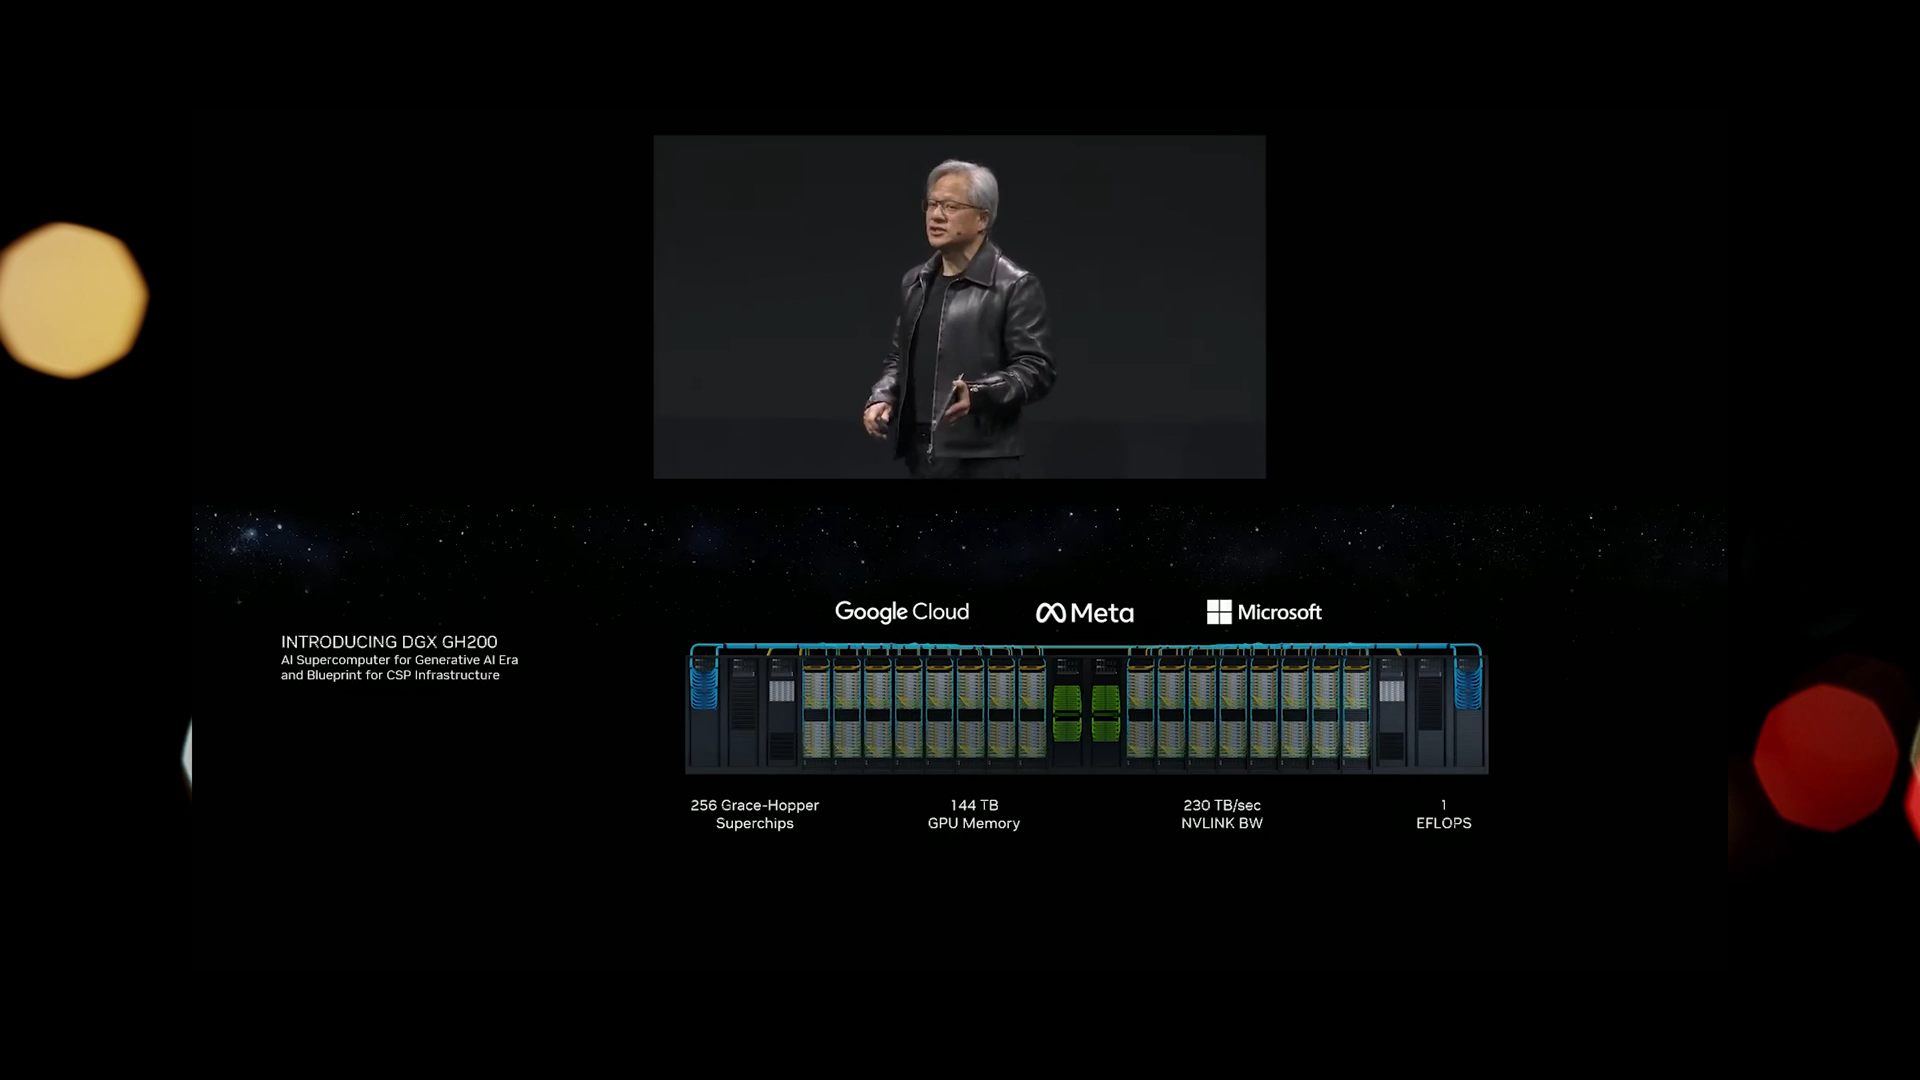 Google Cloud
Meta
Microsoft
INTRODUCING DGX GH200
AI Supercomputer for Generative AI Era
and Blueprint for CSP Infrastructure
256 Grace-Hopper
Superchips
144 TB
GPU Memory
230 TB/sec
NVLINK BW
1
EFLOPS